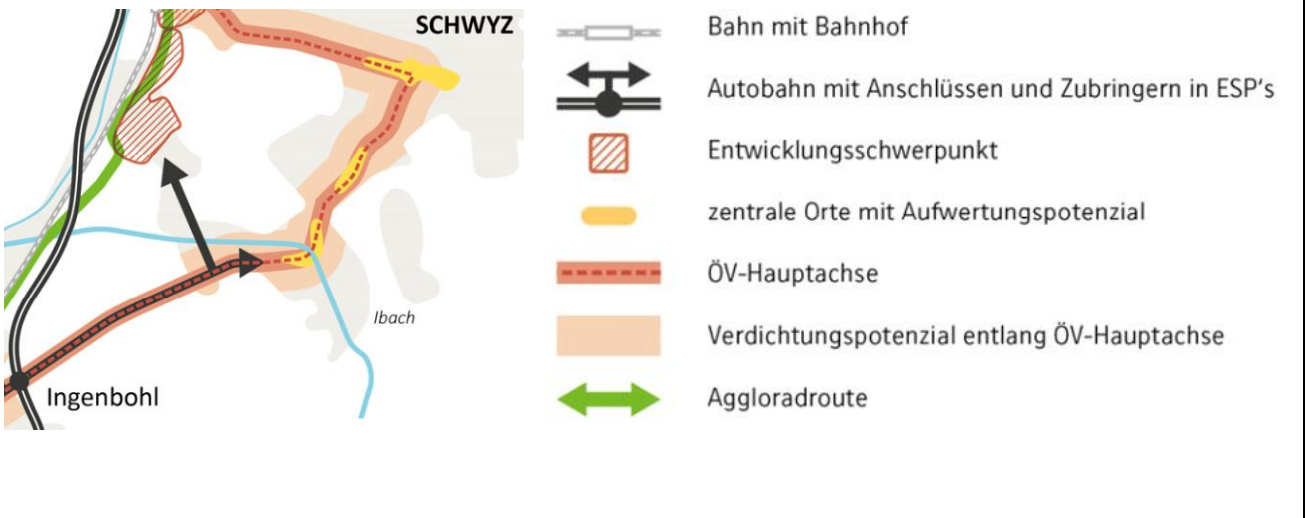 SCHWYZ
Ibach
Ingenbohl
Bahn mit Bahnhof
Autobahn mit Anschlüssen und Zubringern in ESP‘s
Entwicklungsschwerpunkt
zentrale Orte mit Aufwertungspotenzial
ÖV-Hauptachse
Verdichtungspotenzial entlang ÖV-Hauptachse
Aggloradroute